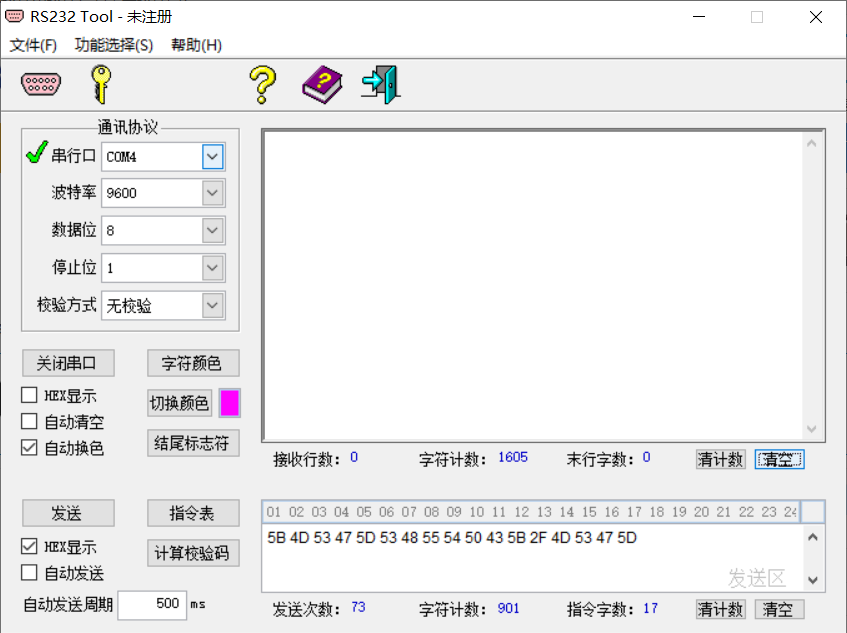 RS232 Tool - 未注册
文件(F) 功能选择(S) 帮助(H)
通讯协议
串行口 COM4
波特率 9600
数据位 8
停止位 1
校验方式 无校验
关闭串口 字符颜色
HEX显示 切换颜色
自动清空
自动换色 结尾标志符
接收行数: 0 字符计数: 1605 末行字数: 0 清计数 清空
发送 指令表
01 02 03 04 05 06 07 08 09 10 11 12 13 14 15 16 17 18 19 20 21 22 23 24
5B 4D 53 47 5D 53 48 55 54 50 43 5B 2F 4D 53 47 5D
HEX显示 计算校验码
自动发送 发送区
自动发送周期 500 ms
发送次数: 73 字符计数: 901 指令字数: 17 清计数 清空